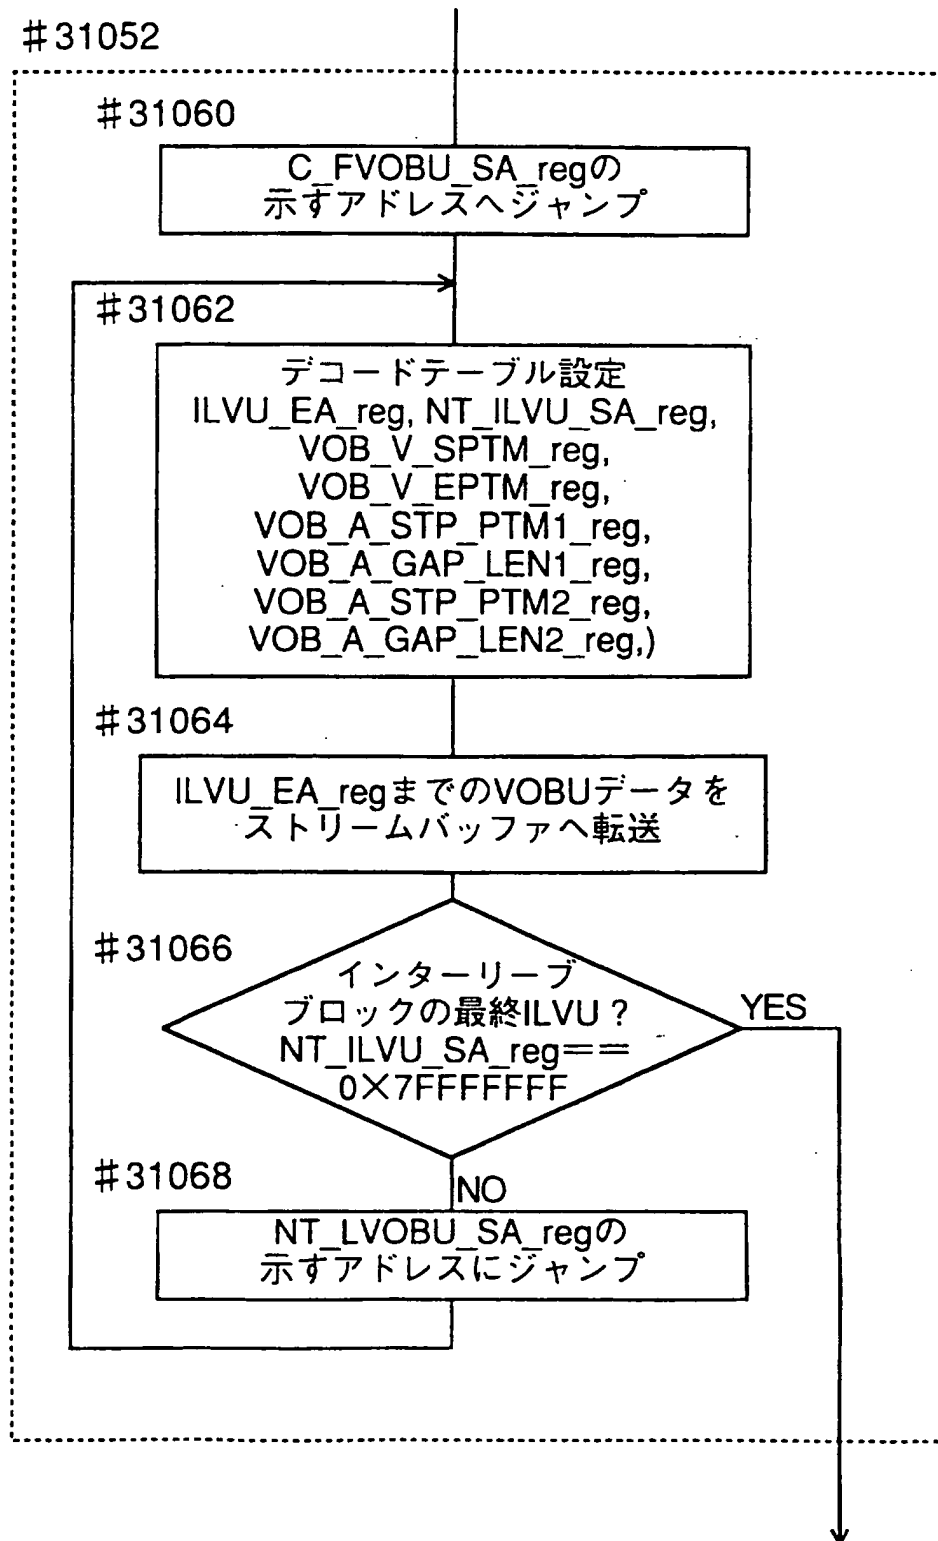 #31052
#31060
C_FVOBU_SA_regの
示すアドレスへジャンプ
#31062
デコードテーブル設定
ILVU_EA_reg, NT_ILVU_SA_reg,
VOB_V_SPTM_reg,
VOB_V_EPTM_reg,
VOB_A_STP_PTM1_reg,
VOB_A_GAP_LEN1_reg,
VOB_A_STP_PTM2_reg,
VOB_A_GAP_LEN2_reg,)
#31064
ILVU_EA_regまでのVOBUデータを
ストリームバッファへ転送
#31066
インターリーブ
ブロックの最終ILVU?
NT_ILVU_SA_reg==
0×7FFFFFFF
YES
#31068
NO
NT_LVOBU_SA_regの
示すアドレスにジャンプ